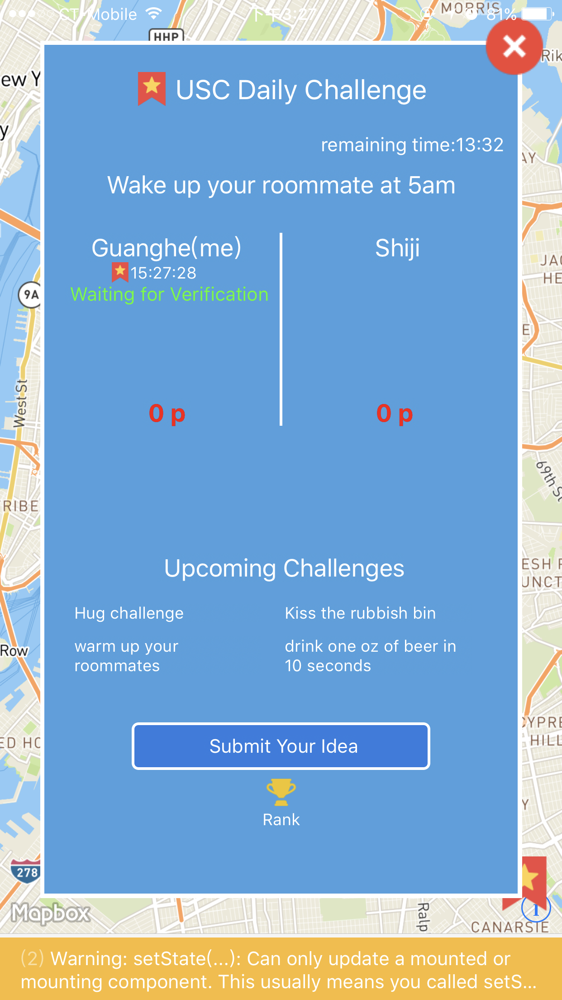 CT-Mobile
下午3:27
81%
MORRIS
HHP
Rik
ew Y
USC Daily Challenge
y
remaining time:13:32
AY
Wake up your roommate at 5am
Guanghe(me)
Shiji
15:27:28
JAC
HE
Waiting for Verification
9A
E
West St
0 p
0 p
69th St
RIBE
Upcoming Challenges
ESH P
UNCT
Hug challenge
Kiss the rubbish bin
Row
warm up your
roommates
drink one oz of beer in
10 seconds
CYPRE
HILL
ED HO
Submit Your Idea
Y
Rank
278
Mapbox
Ralp
i
CANARSIE
(2) Warning: setState(...): Can only update a mounted or
mounting component. This usually means you called setS...